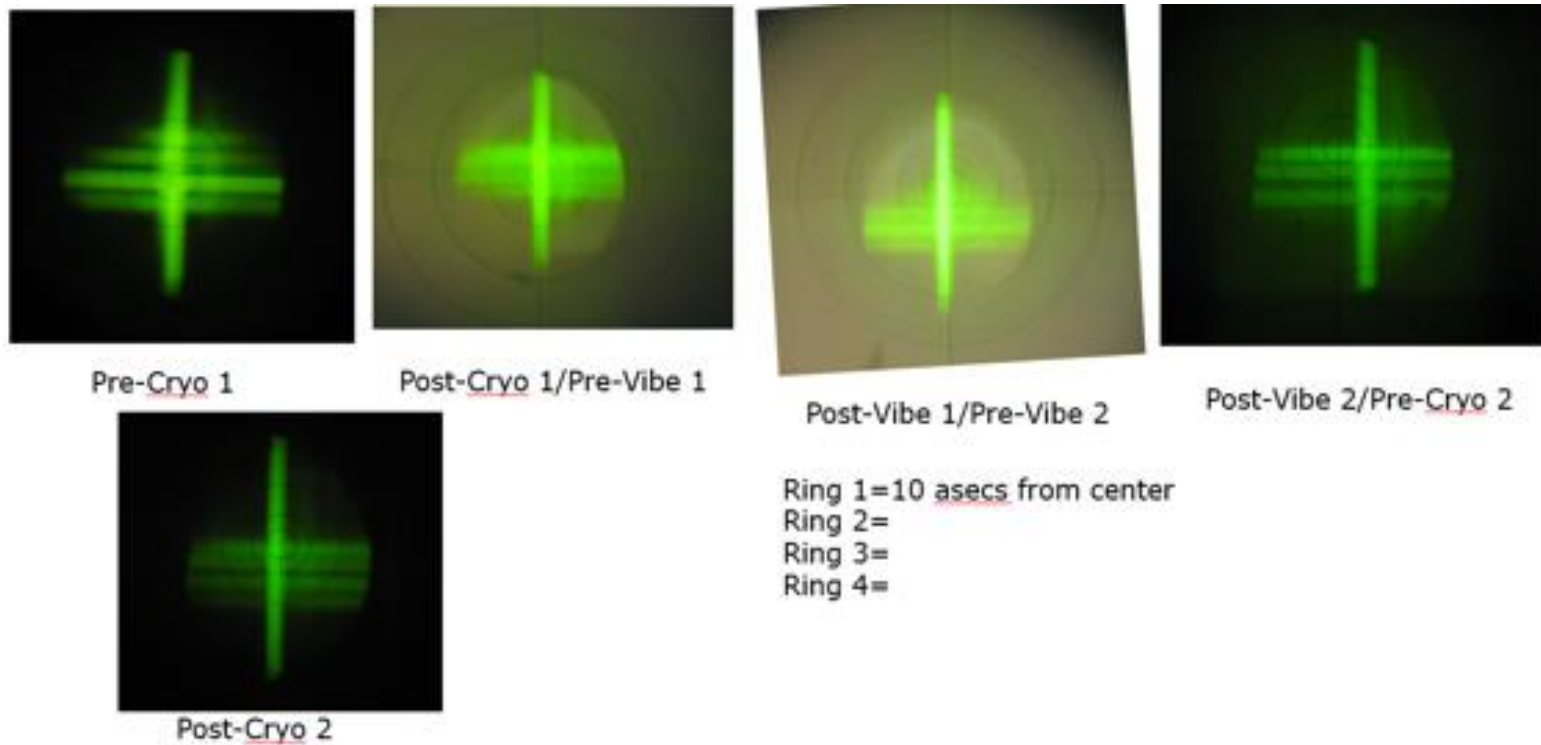 Pre-Cryo 1
Post-Cryo 1/Pre-Vibe 1
Post-Vibe 1/Pre-Vibe 2
Post-Vibe 2/Pre-Cryo 2
Ring 1=10 asecs from center
Ring 2=
Ring 3=
Ring 4=
Post-Cryo 2